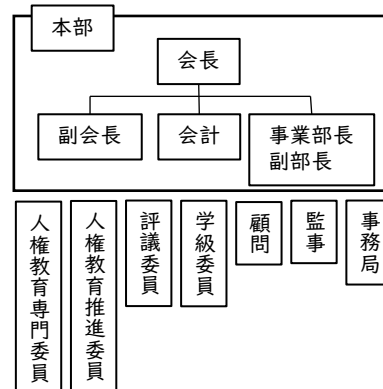 本部
会長
副会長
会計
事業部長
副部長
人権教育専門委員
人権教育推進委員
評議委員
学級委員
顧問
監事
事務局